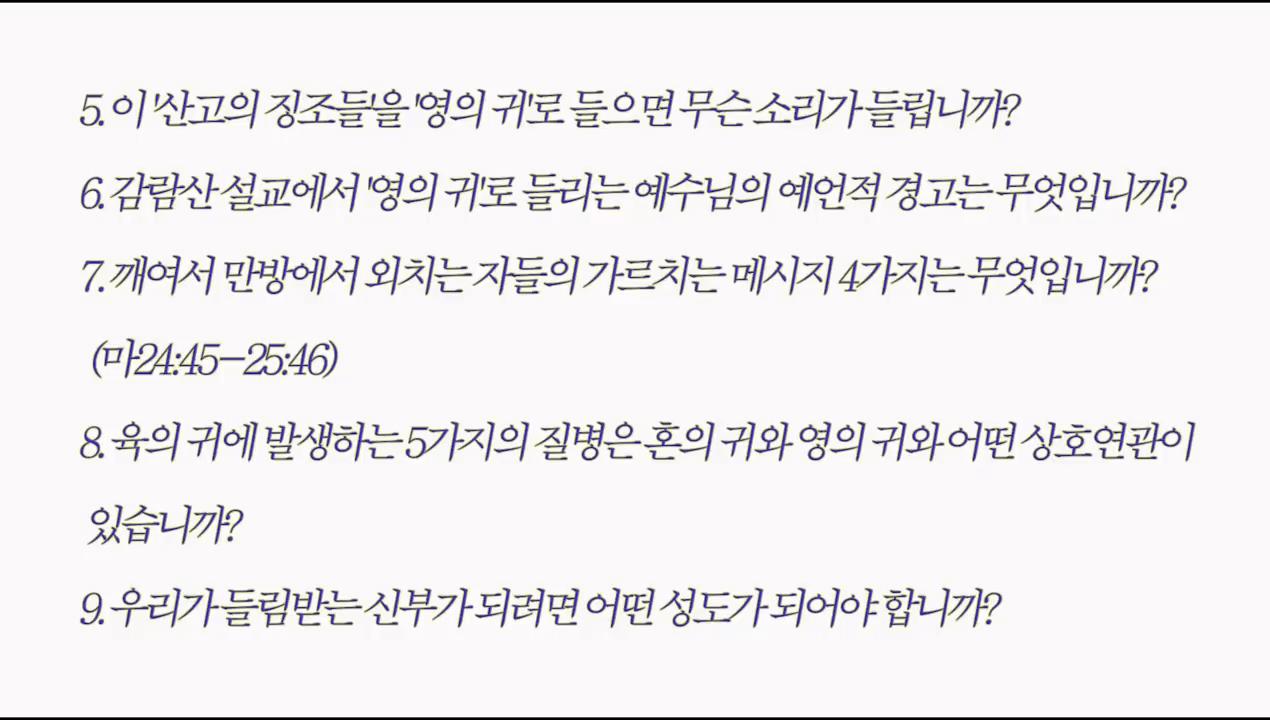 5. 이 '산고의 징조들'을 '영의 귀'로 들으면 무슨 소리가 들립니까?
6. 감람산 설교에서 '영의 귀'로 들리는 예수님의 예언적 경고는 무엇입니까?
7. 깨여서 만방에서 외치는 자들의 가르치는 메시지 4가지는 무엇입니까?
(마24:45-25:46)
8. 육의 귀에 발생하는 5가지의 질병은 혼의 귀와 영의 귀와 어떤 상호연관이
있습니까?
9. 우리가 들림받는 신부가 되려면 어떤 성도가 되어야 합니까?